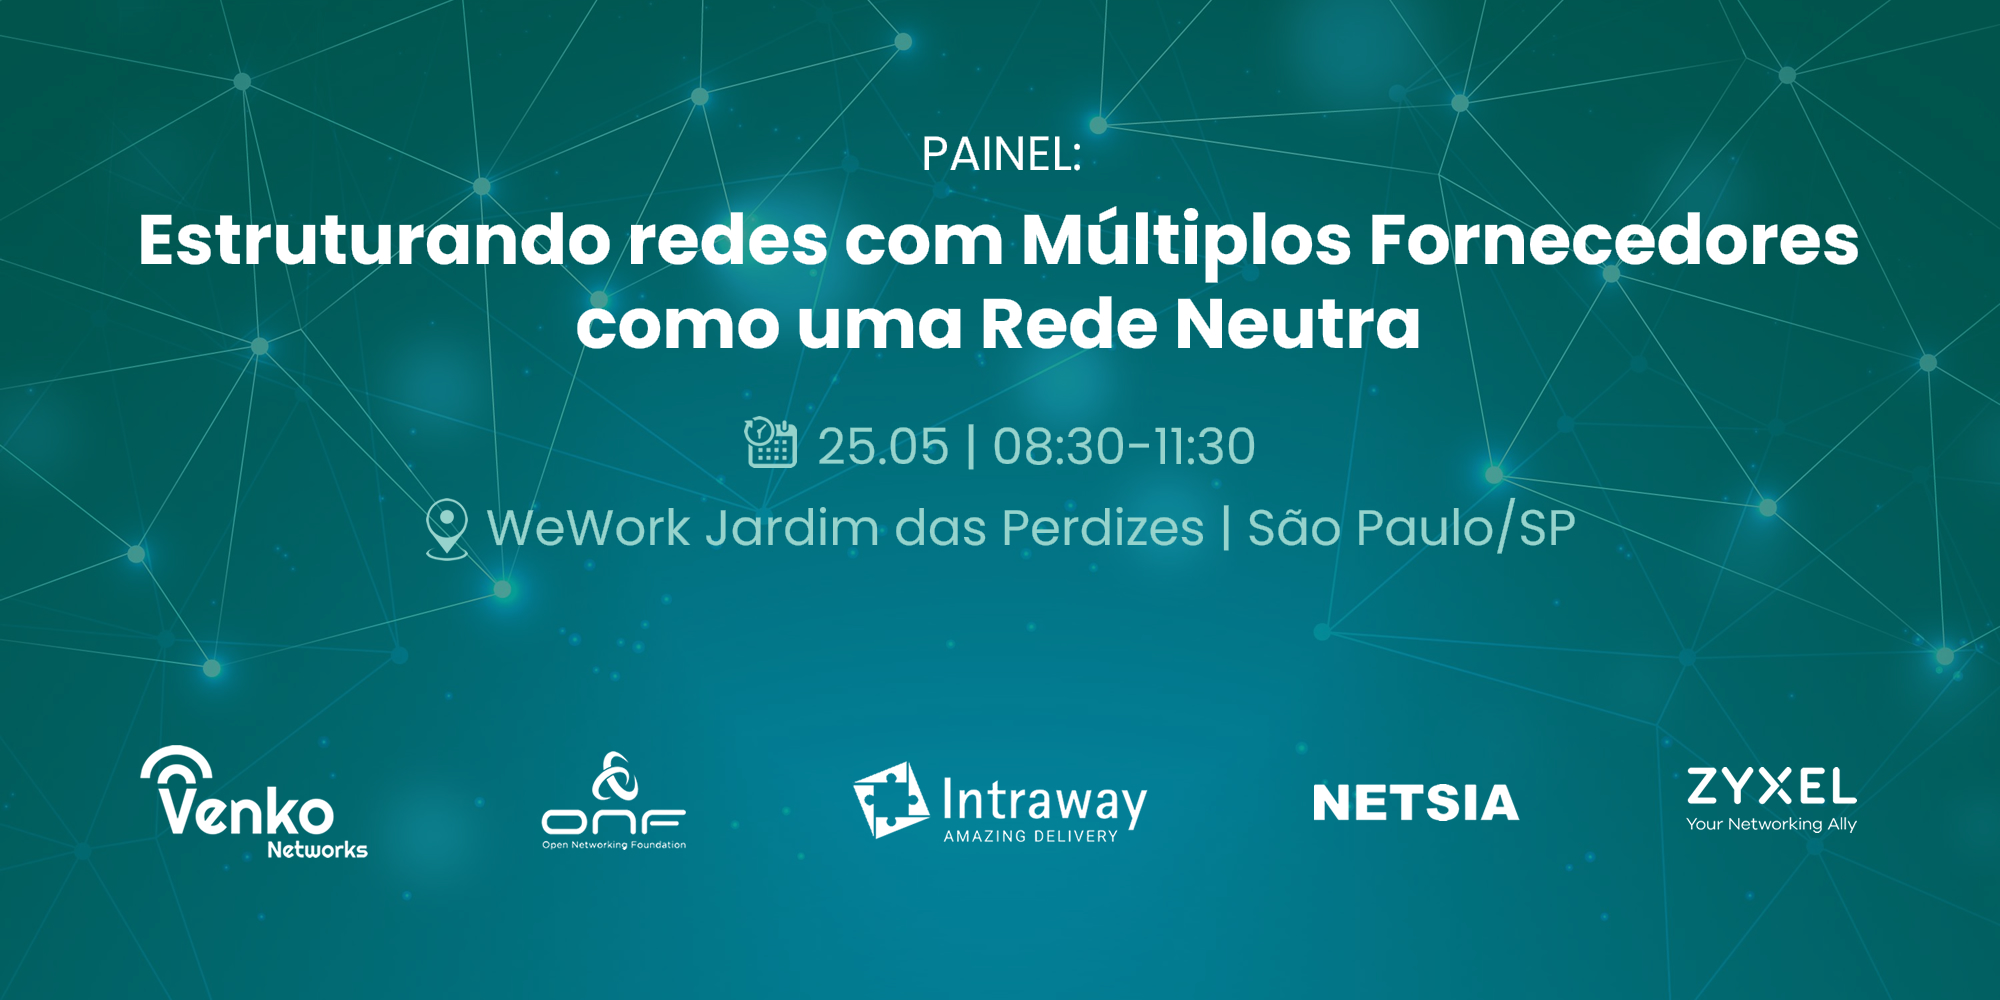 PAINEL:
Estruturando redes com Múltiplos Fornecedores
como uma Rede Neutra
25.05 | 08:30-11:30
WeWork Jardim das Perdizes | São Paulo/SP
Venko
Networks
ONF
Open Networking Foundation
Intraway
AMAZING DELIVERY
NETSIA
ZYXEL
Your Networking Ally